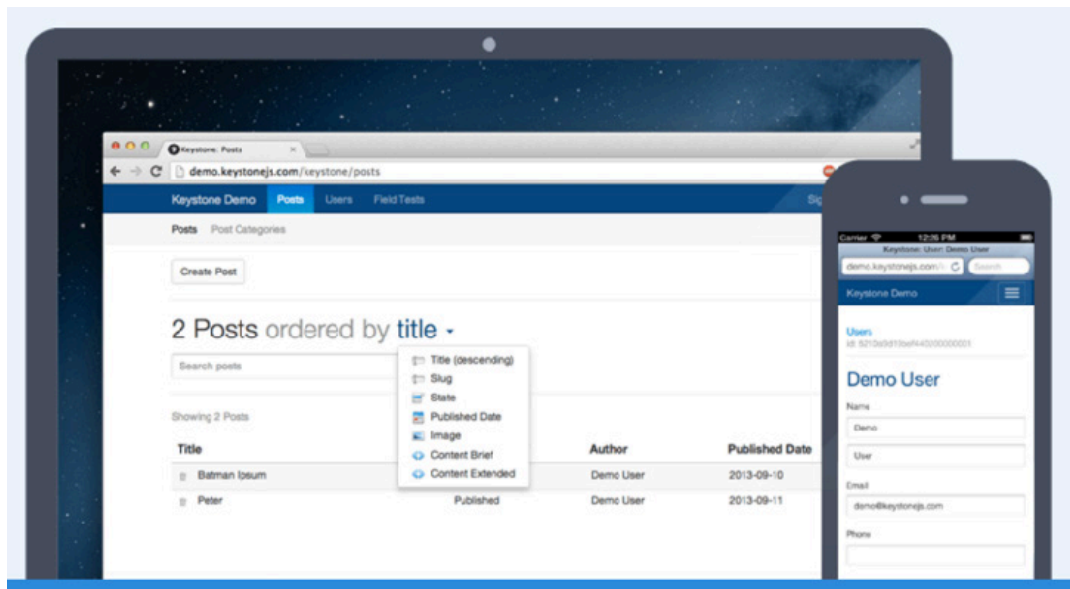 Keystone: Posts
demo.keystonejs.com/keystone/posts
Keystone Demo Posts Users Field Tests
Posts Post Categories
Create Post
2 Posts ordered by title
Search posts
Title (descending)
Slug
State
Published Date
Image
Content Brief
Content Extended
Showing 2 Posts
Title Author Published Date
Batman Ipsum Demo User 2013-09-10
Peter Published Demo User 2013-09-11
Carrier 12:26 PM
Keystone: User: Demo User
demo.keystonejs.com/ Search
Keystone Demo
Users
Demo User
Name
Demo
User
Email
demo@keystonejs.com
Phone